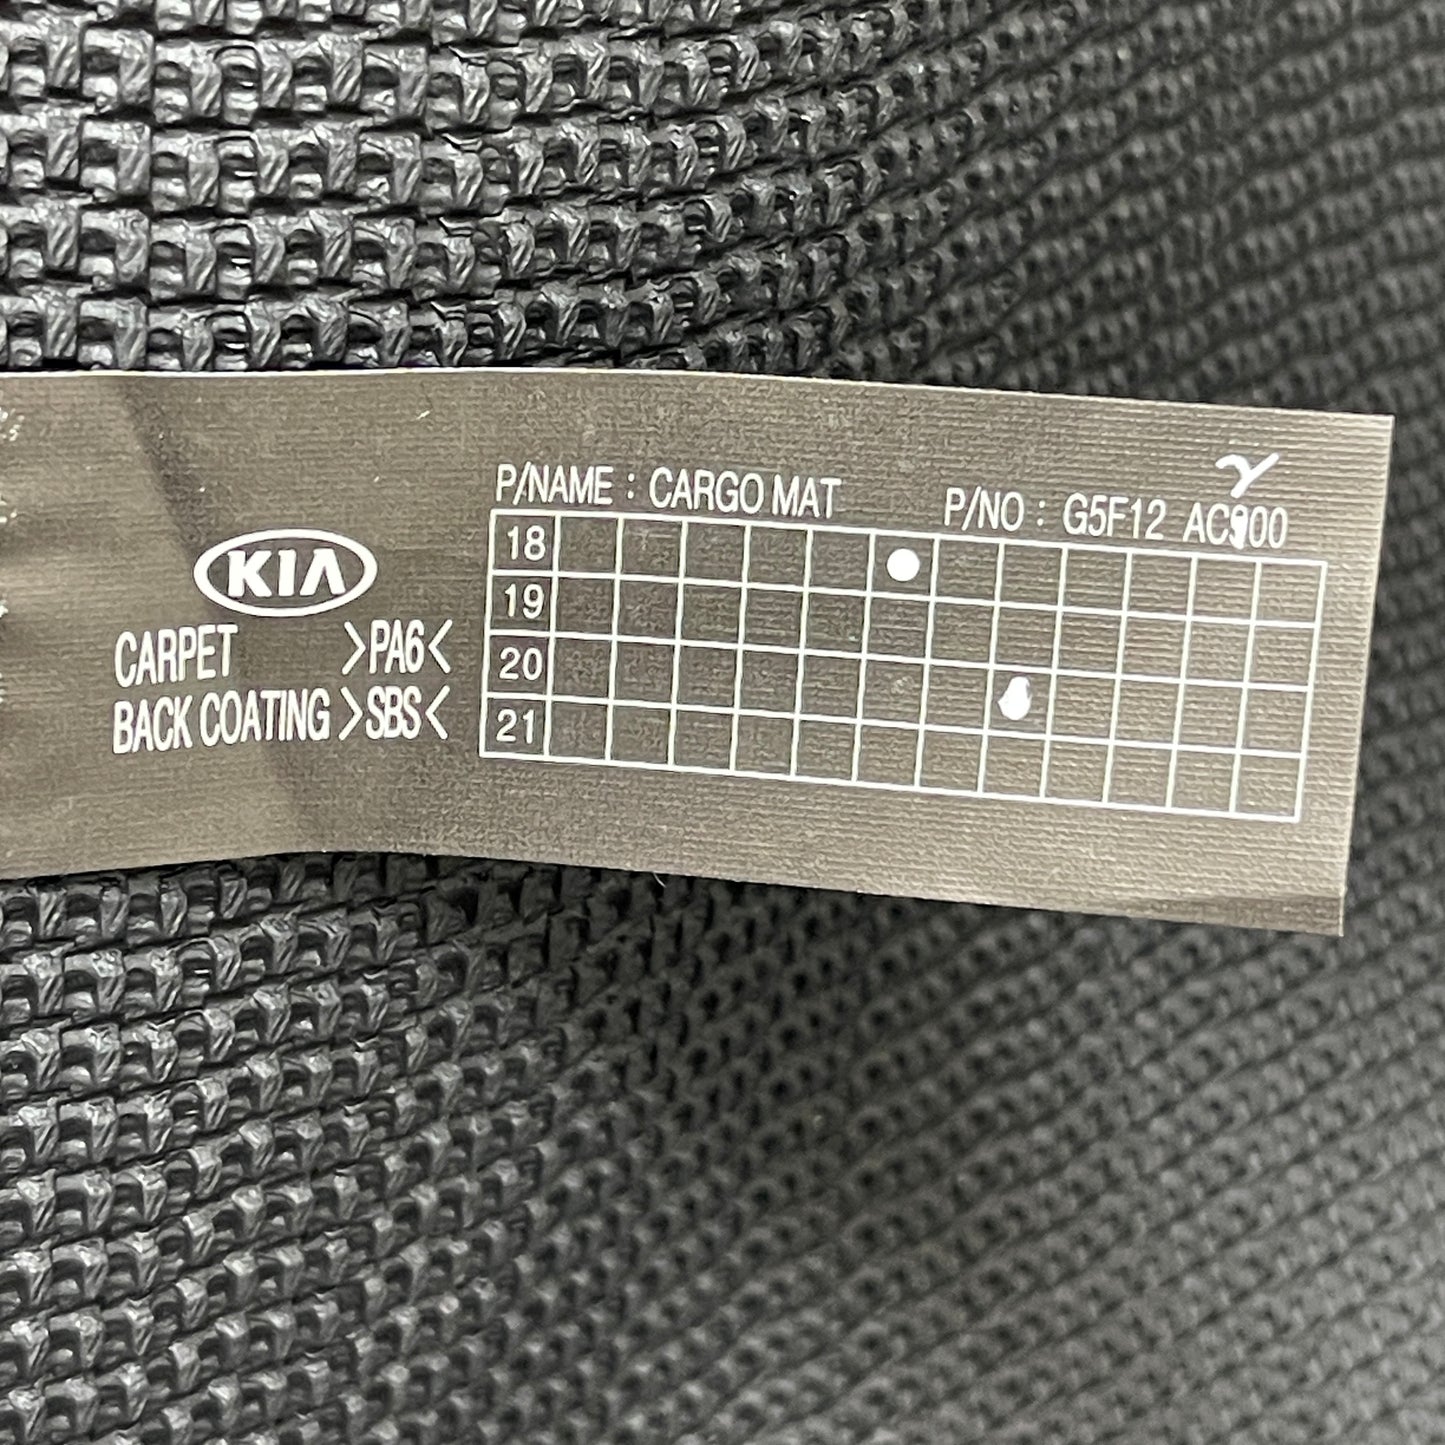 P/NAME : CARGO MAT P/NO : G5F12 AC900
KIA
CARPET >PA6<
BACK COATING >SBS<
18
19
20
21